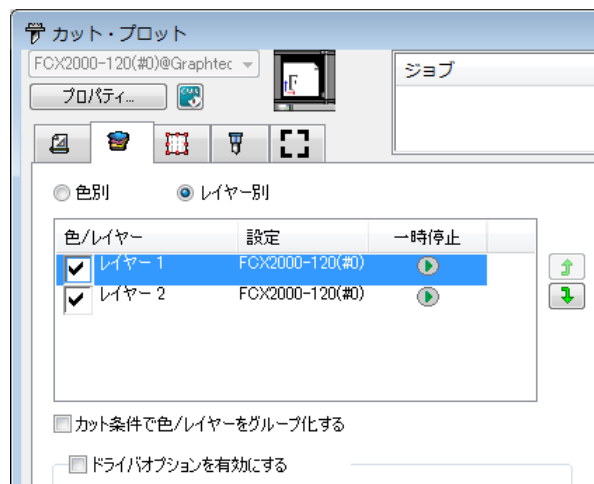 カット・プロット
FCX2000-120(#0)@Graphtec
プロパティ...
ジョブ
色別
レイヤー別
色/レイヤー 設定 一時停止
レイヤー 1 FCX2000-120(#0)
レイヤー 2 FCX2000-120(#0)
カット条件で色/レイヤーをグループ化する
ドライバオプションを有効にする